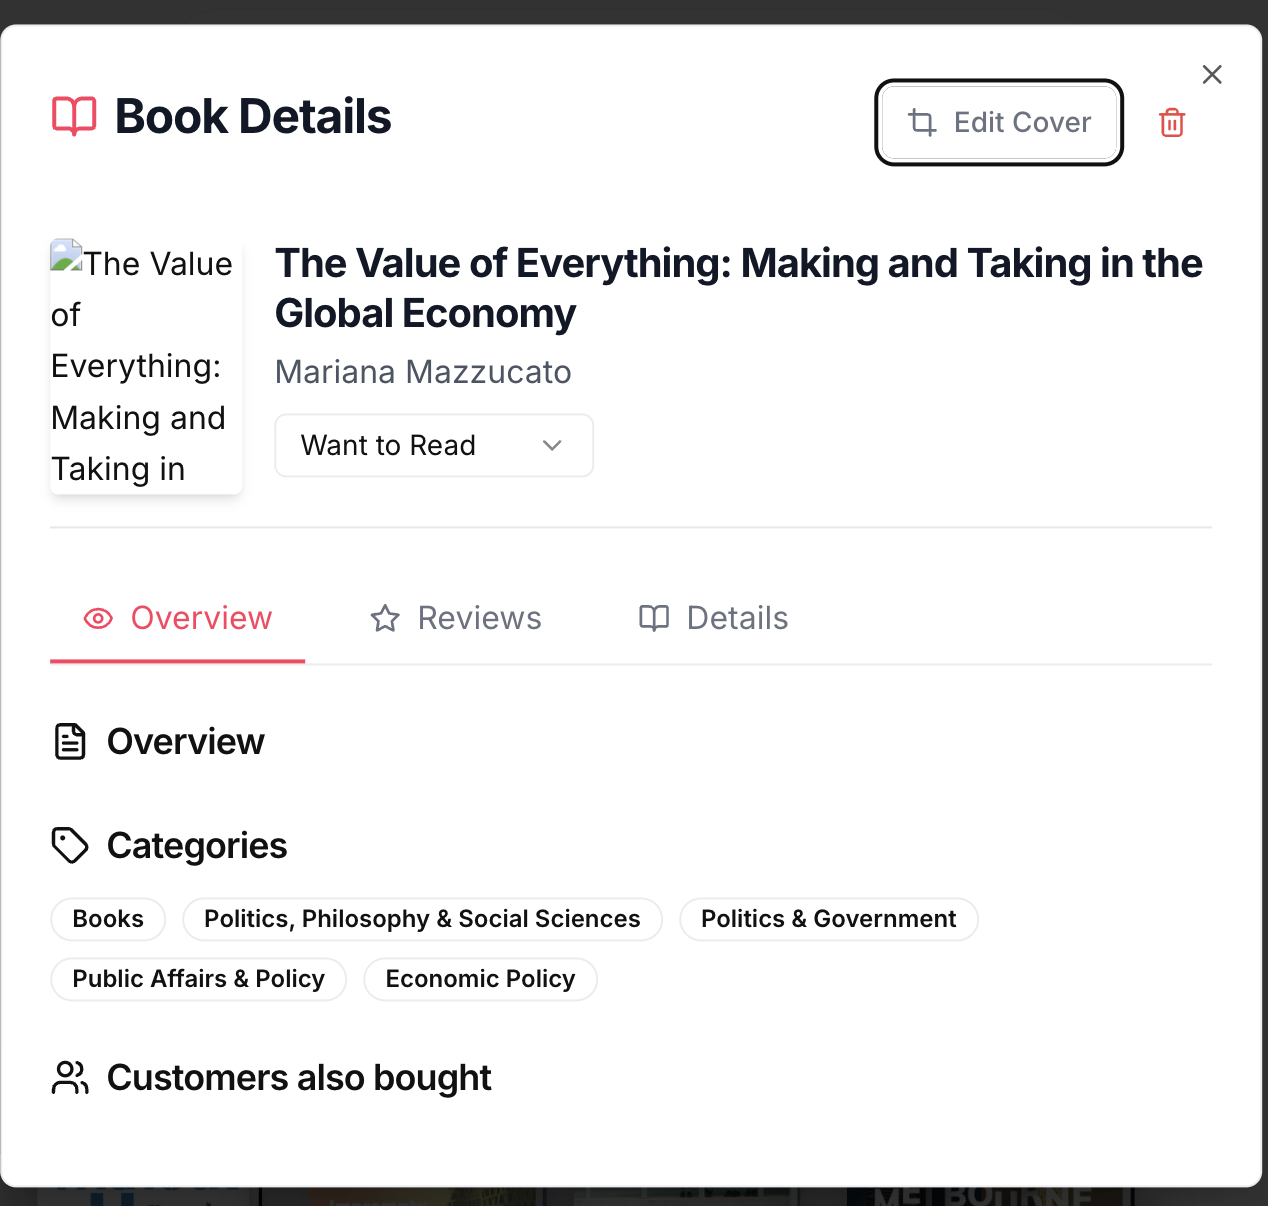 Book Details
Edit Cover
The Value
of
Everything:
Making and
Taking in
The Value of Everything: Making and Taking in the
Global Economy
Mariana Mazzucato
Want to Read
Overview
Reviews
Details
Overview
Categories
Books
Politics, Philosophy & Social Sciences
Politics & Government
Public Affairs & Policy
Economic Policy
Customers also bought